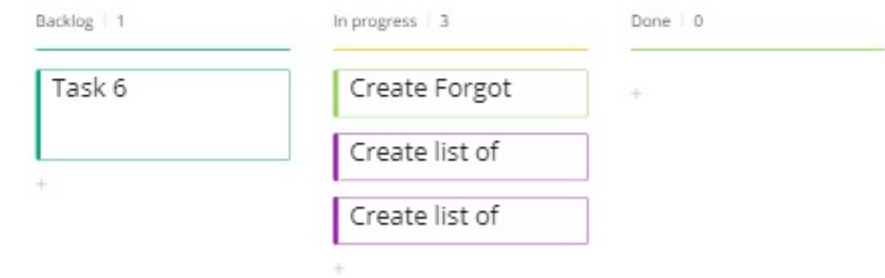 Backlog | 1
In progress | 3
Done | 0
Task 6
Create Forgot
Create list of
Create list of
+
+
+